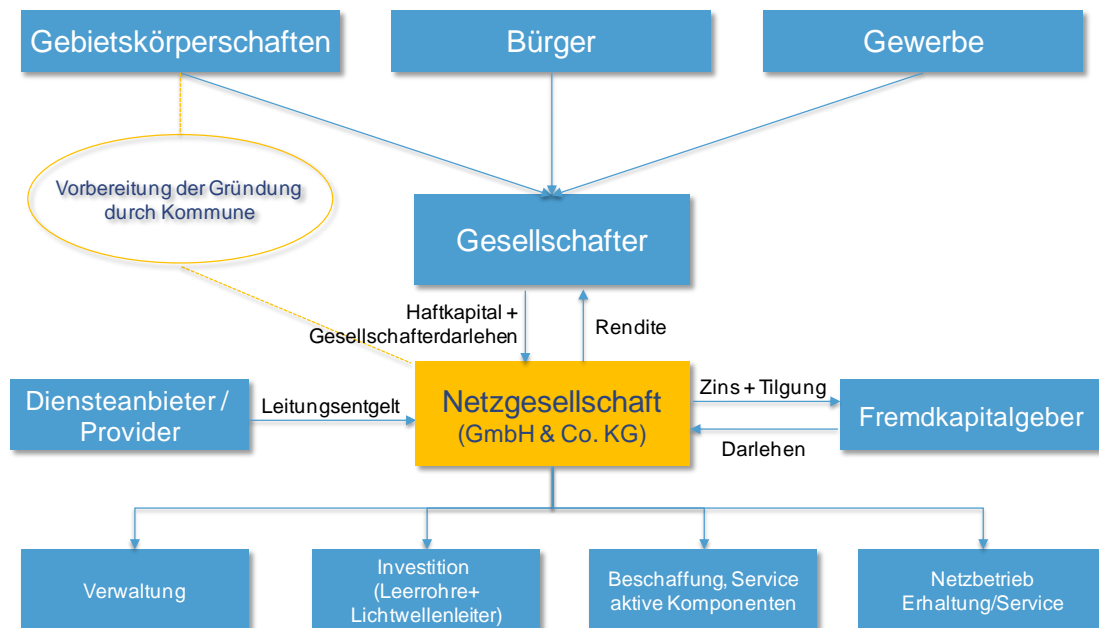 Gebietskörperschaften
Bürger
Gewerbe
Vorbereitung der Gründung
durch Kommune
Gesellschafter
Haftkapital +
Gesellschafterdarlehen
Rendite
Diensteanbieter /
Provider
Leitungsentgelt
Netzgesellschaft
(GmbH & Co. KG)
Zins + Tilgung
Darlehen
Fremdkapitalgeber
Verwaltung
Investition
(Leerrohre+
Lichtwellenleiter)
Beschaffung, Service
aktive Komponenten
Netzbetrieb
Erhaltung/Service